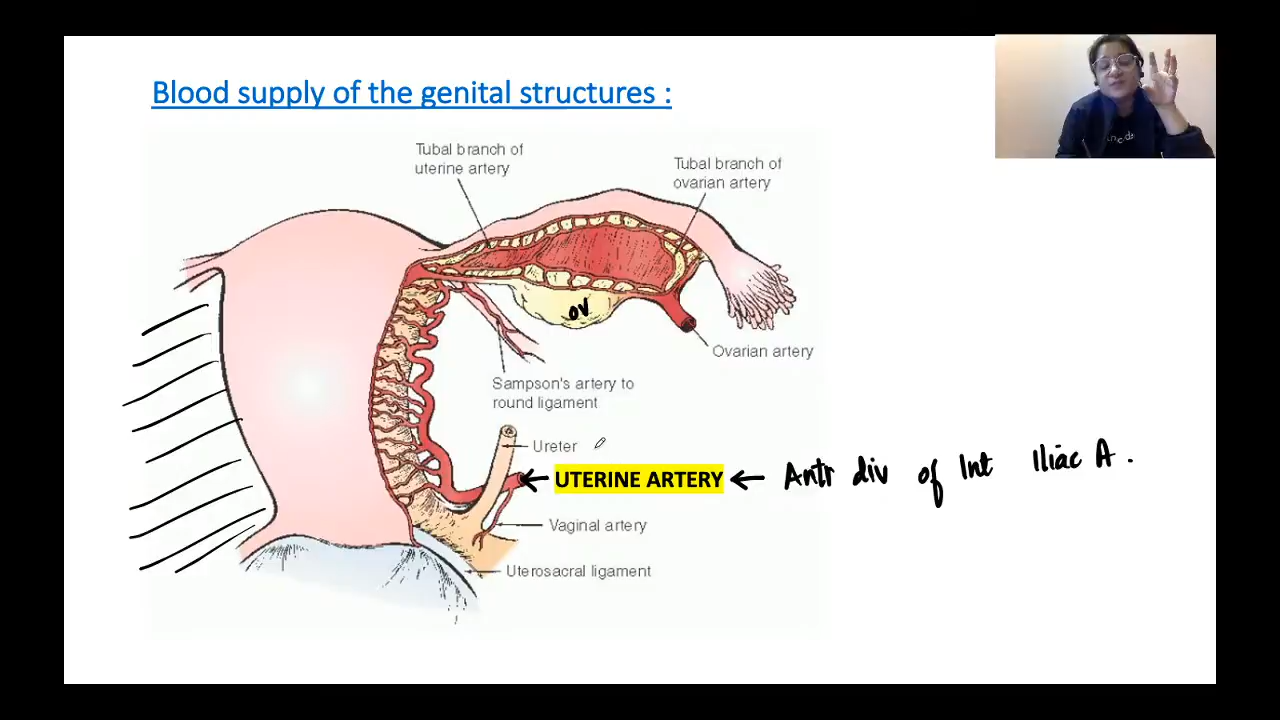 Blood supply of the genital structures :
Tubal branch of
uterine artery
Tubal branch of
ovarian artery
ov
Ovarian artery
Sampson's artery to
round ligament
Ureter
UTERINE ARTERY ← Antr div of Int Iliac A.
Vaginal artery
Uterosacral ligament